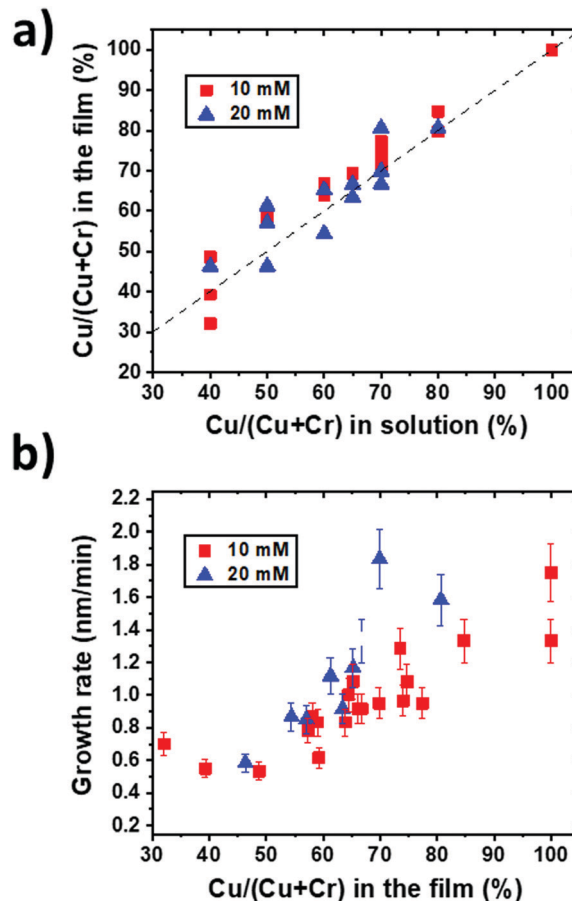 a)
Cu/(Cu+Cr) in the film (%)
100
90
80
70
60
50
40
30
20
10 mM
20 mM
30 40 50 60 70 80 90 100
Cu/(Cu+Cr) in solution (%)
b)
Growth rate (nm/min)
2.2
2.0
1.8
1.6
1.4
1.2
1.0
0.8
0.6
0.4
0.2
10 mM
20 mM
30 40 50 60 70 80 90 100
Cu/(Cu+Cr) in the film (%)